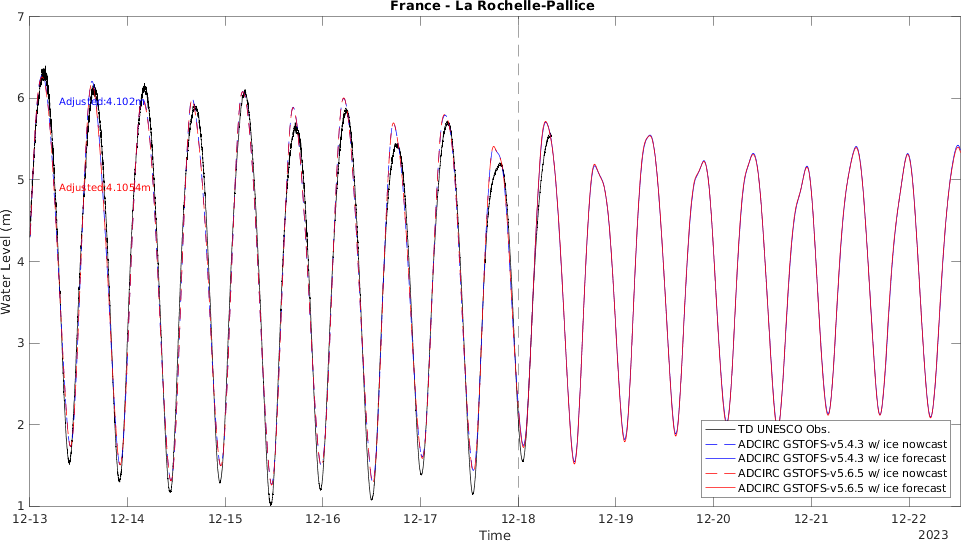 France - La Rochelle-Pallice
7
6
5
4
3
2
1
Water Level (m)
Adjusted:4.102m
Adjusted:4.1054m
TD UNESCO Obs.
ADCIRC GSTOFS-v5.4.3 w/ ice nowcast
ADCIRC GSTOFS-v5.4.3 w/ ice forecast
ADCIRC GSTOFS-v5.6.5 w/ ice nowcast
ADCIRC GSTOFS-v5.6.5 w/ ice forecast
12-13 12-14 12-15 12-16 12-17 12-18 12-19 12-20 12-21 12-22
Time
2023